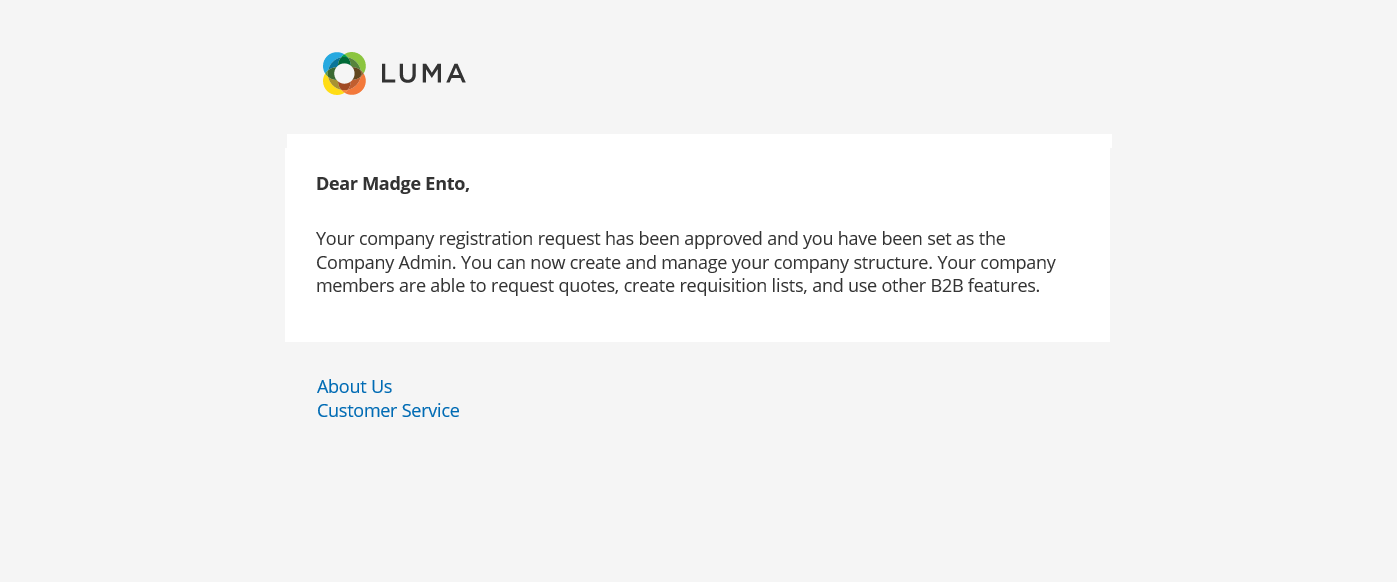 LUMA
Dear Madge Ento,
Your company registration request has been approved and you have been set as the
Company Admin. You can now create and manage your company structure. Your company
members are able to request quotes, create requisition lists, and use other B2B features.
About Us
Customer Service